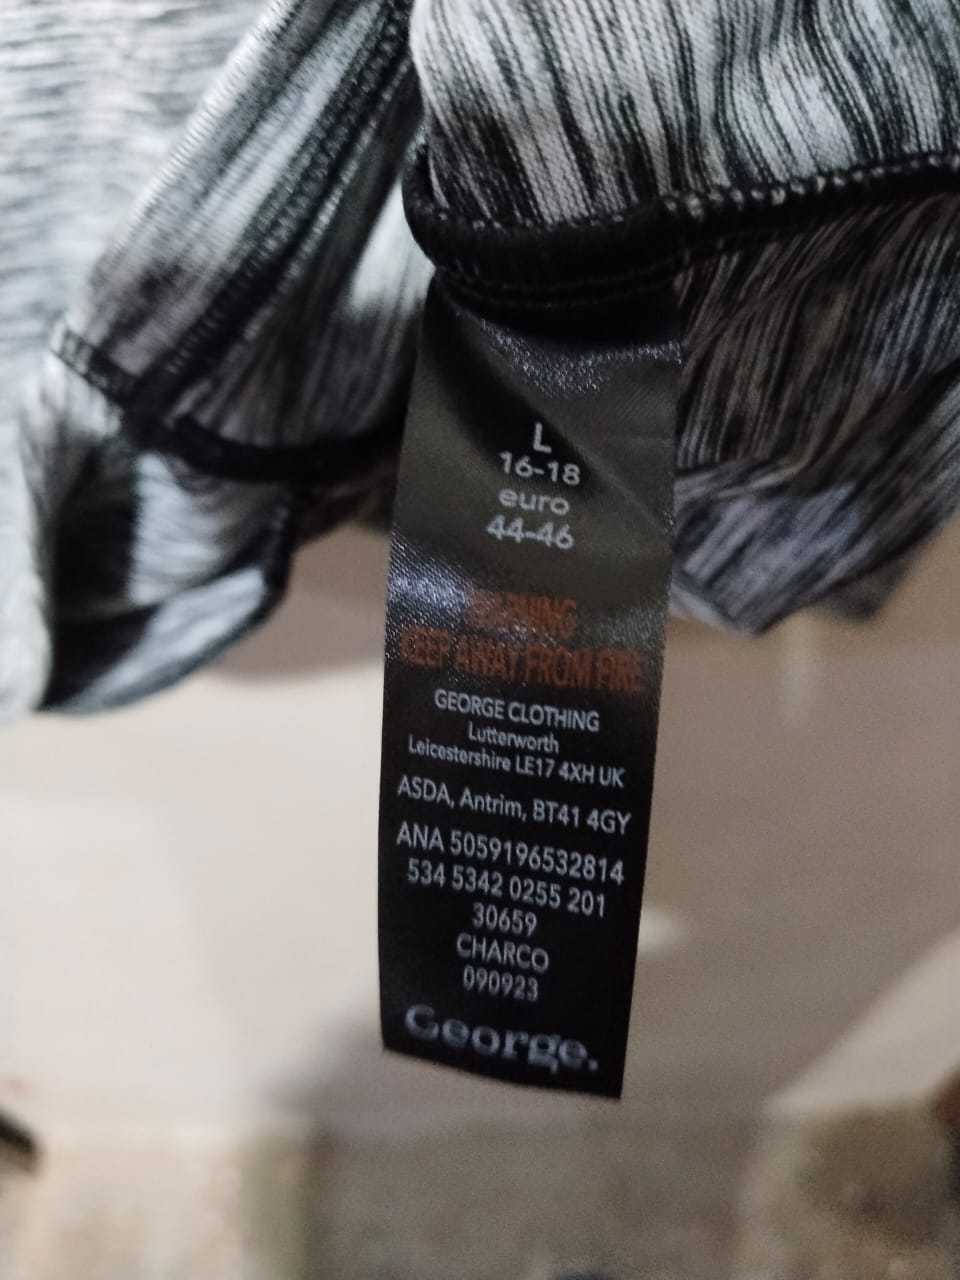 L
16-18
euro
44-46
WARNING
KEEP AWAY FROM FIRE
GEORGE CLOTHING
Lutterworth
Leicestershire LE17 4XH UK
ASDA, Antrim, BT41 4GY
ANA 5059196532814
534 5342 0255 201
30659
CHARCO
090923
George.